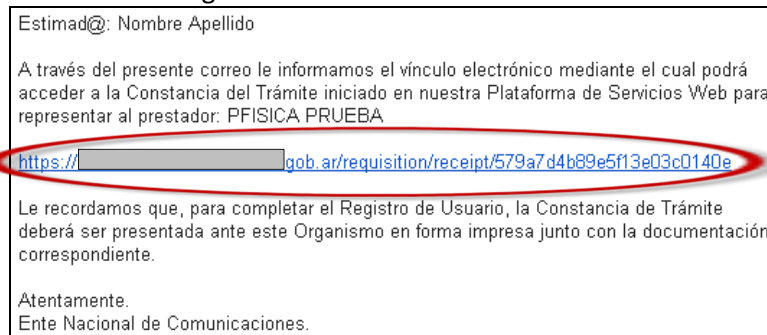 Estimad@: Nombre Apellido
A través del presente correo le informamos el vínculo electrónico mediante el cual podrá
acceder a la Constancia del Trámite iniciado en nuestra Plataforma de Servicios Web para
representar al prestador: PFISICA PRUEBA
https:// gob.ar/requisition/receipt/579a7d4b89e5f13e03c0140e
Le recordamos que, para completar el Registro de Usuario, la Constancia de Trámite
deberá ser presentada ante este Organismo en forma impresa junto con la documentación
correspondiente.
Atentamente.
Ente Nacional de Comunicaciones.